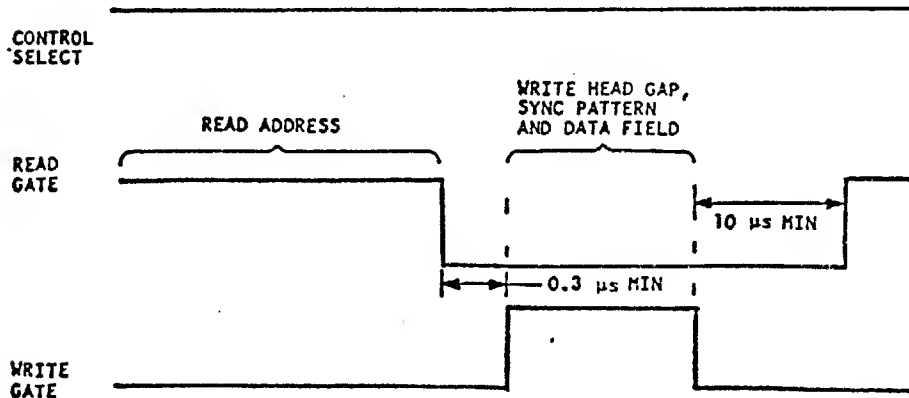 CONTROL
SELECT
WRITE HEAD GAP,
SYNC PATTERN
AND DATA FIELD
READ ADDRESS
READ
GATE
10 µs MIN
0.3 µs MIN
WRITE
GATE